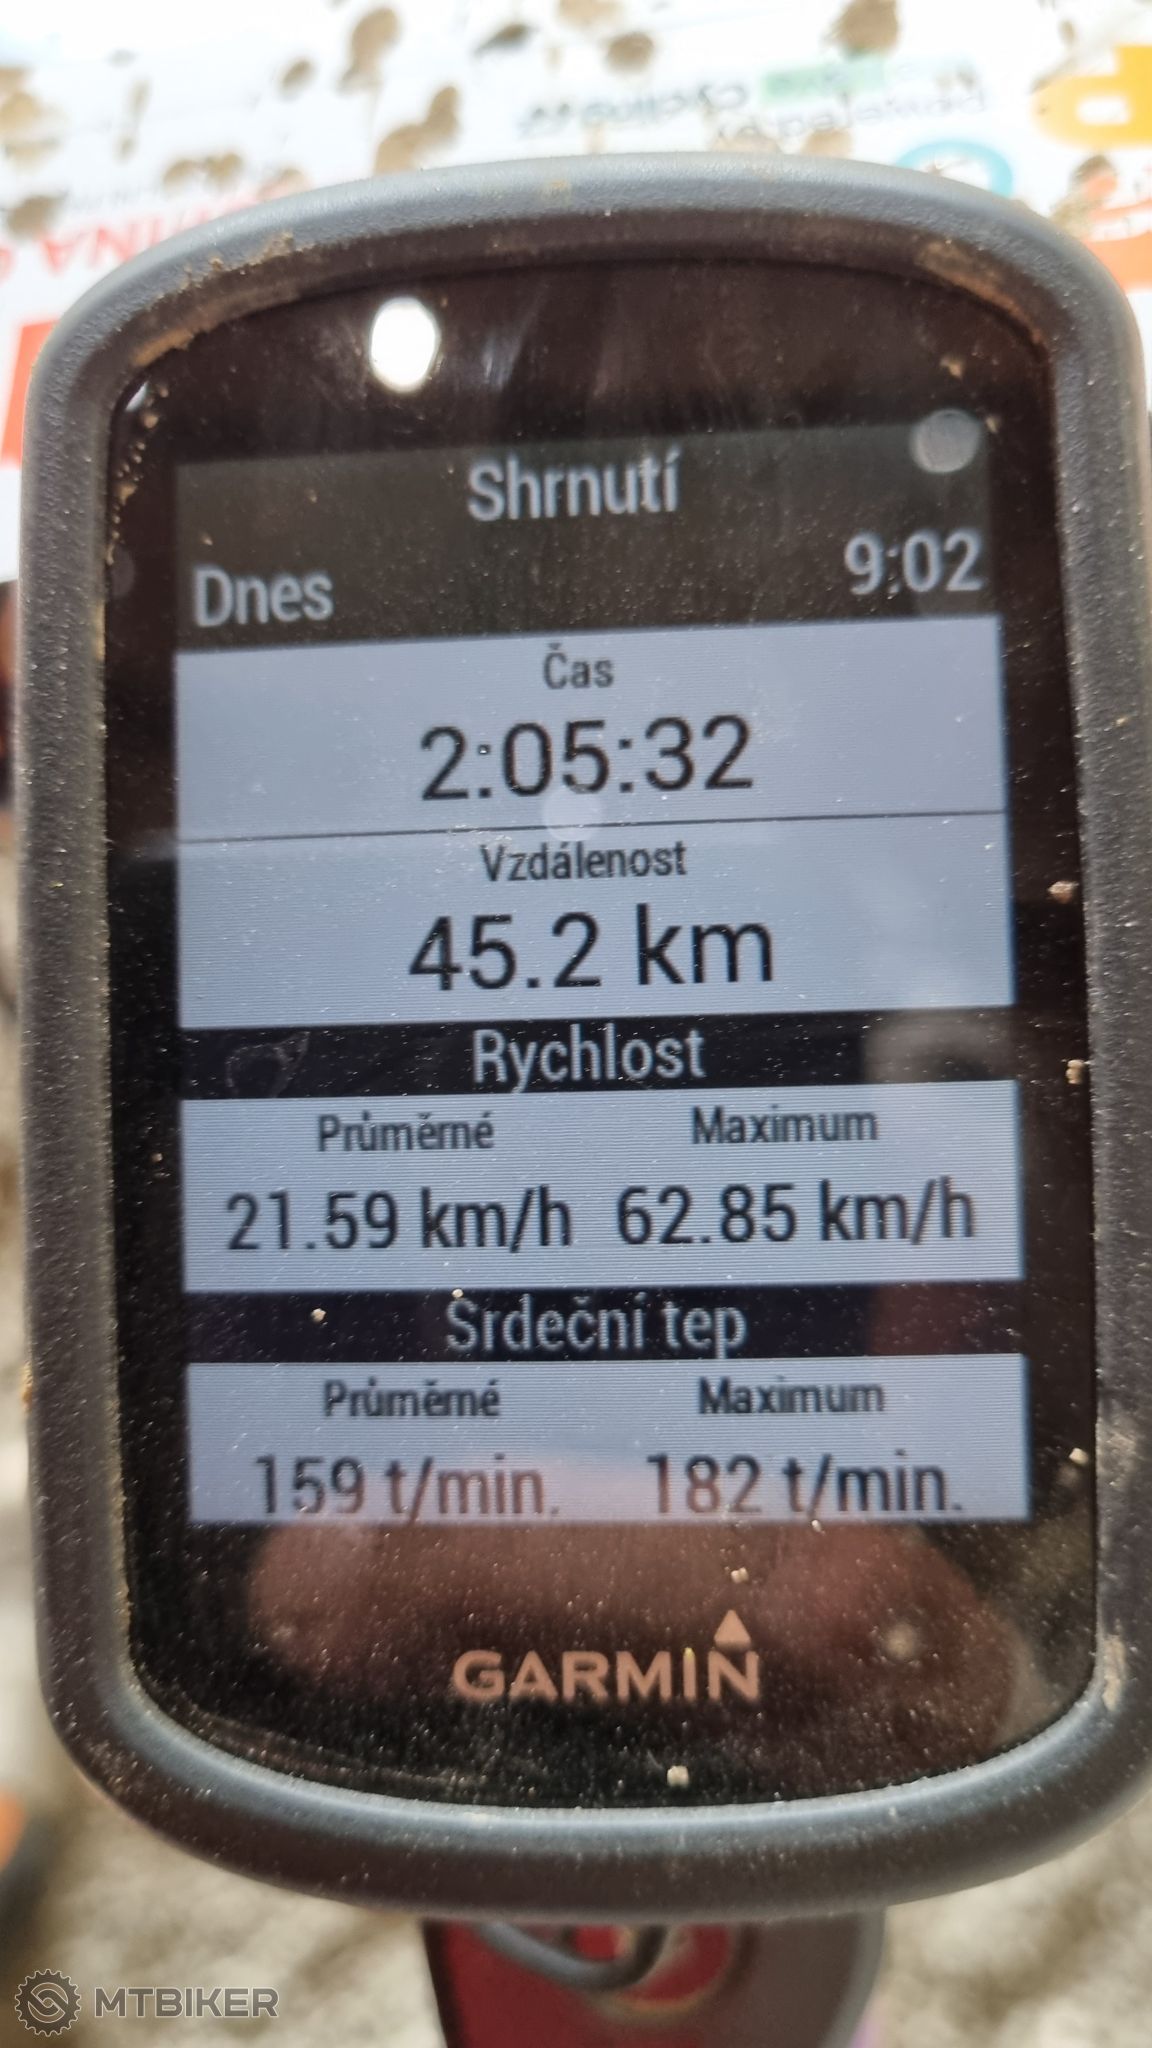 cyclic
Shrnutí
Dnes
9:02
Čas
2:05:32
Vzdálenost
45.2 km
Rychlost
Průměrné Maximum
21.59 km/h 62.85 km/h
Srdeční tep
Průměrné Maximum
159 t/min. 182 t/min.
GARMIN
MTBIKER